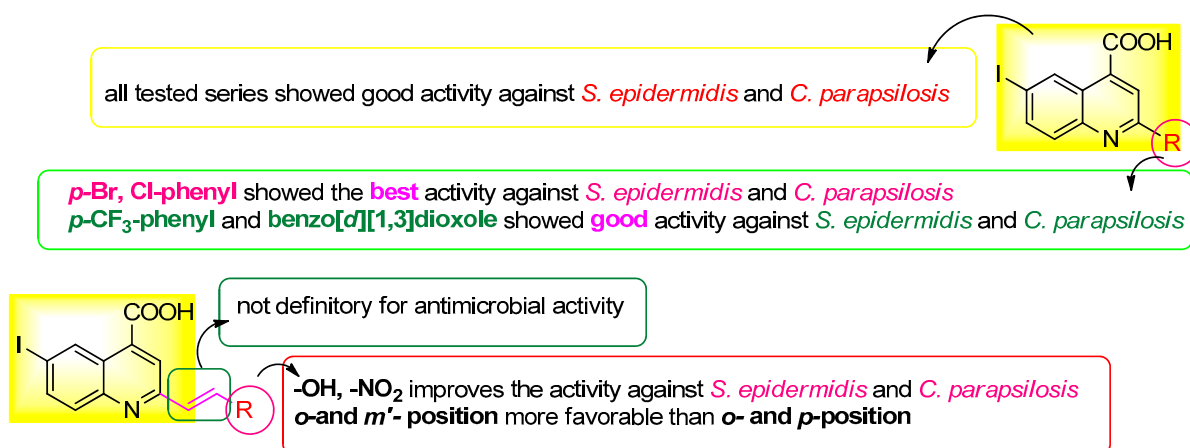 COOH
I
N
R
all tested series showed good activity against S. epidermidis and C. parapsilosis
p-Br, Cl-phenyl showed the best activity against S. epidermidis and C. parapsilosis
p-CF₃-phenyl and benzo[d][1,3]dioxole showed good activity against S. epidermidis and C. parapsilosis
not definitory for antimicrobial activity
COOH
I
N
R
-OH, -NO₂ improves the activity against S. epidermidis and C. parapsilosis
o-and m'- position more favorable than o- and p-position